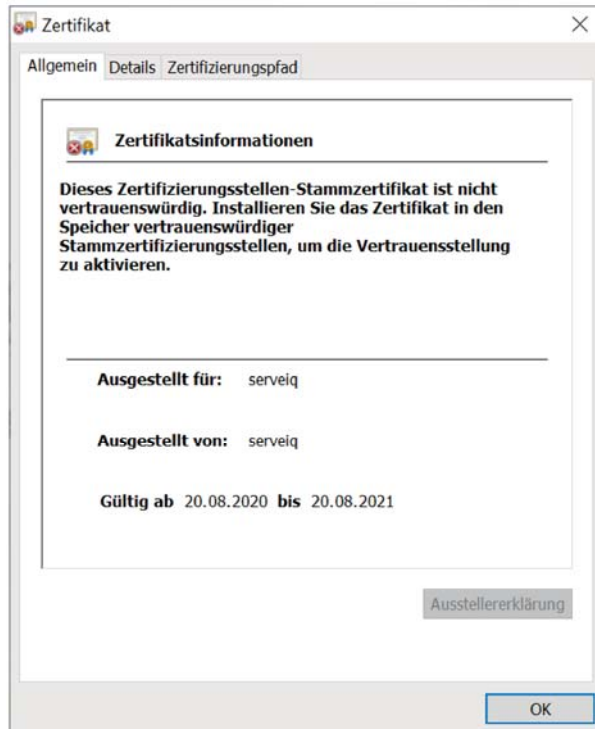 Zertifikat
Allgemein Details Zertifizierungspfad
Zertifikatsinformationen
Dieses Zertifizierungsstellen-Stammzertifikat ist nicht
vertrauenswürdig. Installieren Sie das Zertifikat in den
Speicher vertrauenswürdiger
Stammzertifizierungsstellen, um die Vertrauensstellung
zu aktivieren.
Ausgestellt für: serveiq
Ausgestellt von: serveiq
Gültig ab 20.08.2020 bis 20.08.2021
Ausstellererklärung
OK